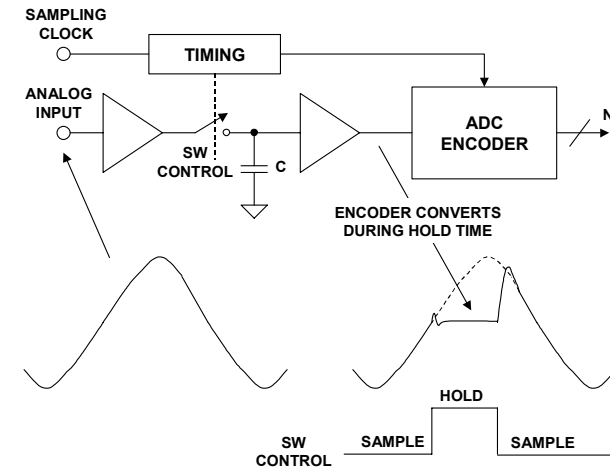 SAMPLING
CLOCK
TIMING
ANALOG
INPUT
SW
CONTROL
C
ADC
ENCODER
N
ENCODER CONVERTS
DURING HOLD TIME
HOLD
SW
CONTROL
SAMPLE
SAMPLE